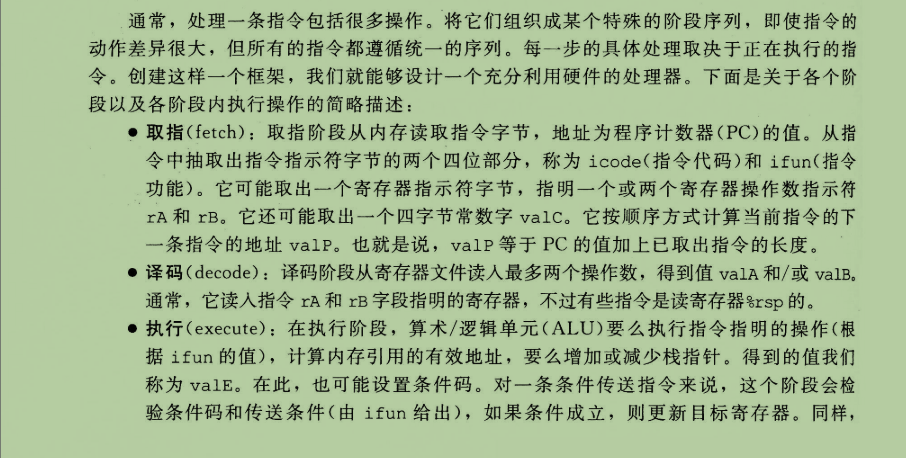 通常，处理一条指令包括很多操作。将它们组织成某个特殊的阶段序列，即使指令的
动作差异很大，但所有的指令都遵循统一的序列。每一步的具体处理取决于正在执行的指
令。创建这样一个框架，我们就能够设计一个充分利用硬件的处理器。下面是关于各个阶
段以及各阶段内执行操作的简略描述：
● 取指(fetch)：取指阶段从内存读取指令字节，地址为程序计数器(PC)的值。从指
令中抽取出指令指示符字节的两个四位部分，称为 icode(指令代码)和 ifun(指令
功能)。它可能取出一个寄存器指示符字节，指明一个或两个寄存器操作数指示符
rA 和 rB。它还可能取出一个四字节常数字 valC。它按顺序方式计算当前指令的下
一条指令的地址 valP。也就是说，valP 等于 PC 的值加上已取出指令的长度。
● 译码(decode)：译码阶段从寄存器文件读入最多两个操作数，得到值 valA 和/或 valB。
通常，它读入指令 rA 和 rB 字段指明的寄存器，不过有些指令是读寄存器%rsp 的。
● 执行(execute)：在执行阶段，算术/逻辑单元(ALU)要么执行指令指明的操作(根
据 ifun 的值)，计算内存引用的有效地址，要么增加或减少栈指针。得到的值我们
称为 valE。在此，也可能设置条件码。对一条条件传送指令来说，这个阶段会检
验条件码和传送条件(由 ifun 给出)，如果条件成立，则更新目标寄存器。同样，